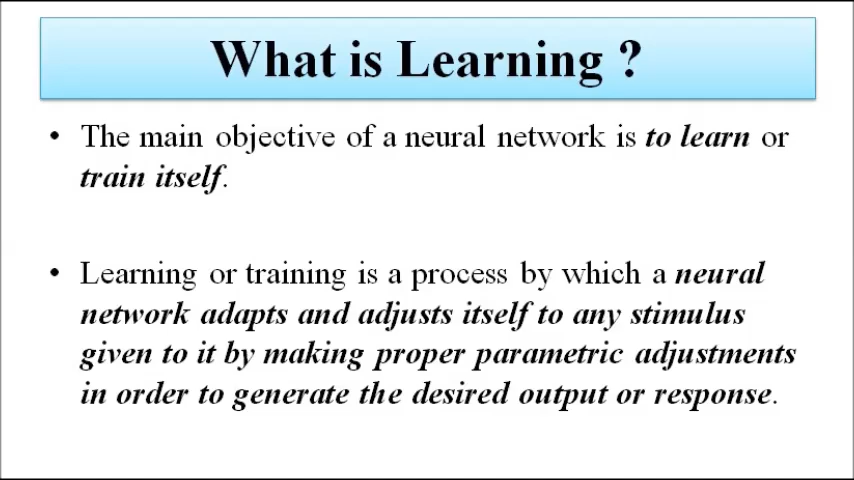 What is Learning ?
• The main objective of a neural network is to learn or
train itself.
• Learning or training is a process by which a neural
network adapts and adjusts itself to any stimulus
given to it by making proper parametric adjustments
in order to generate the desired output or response.